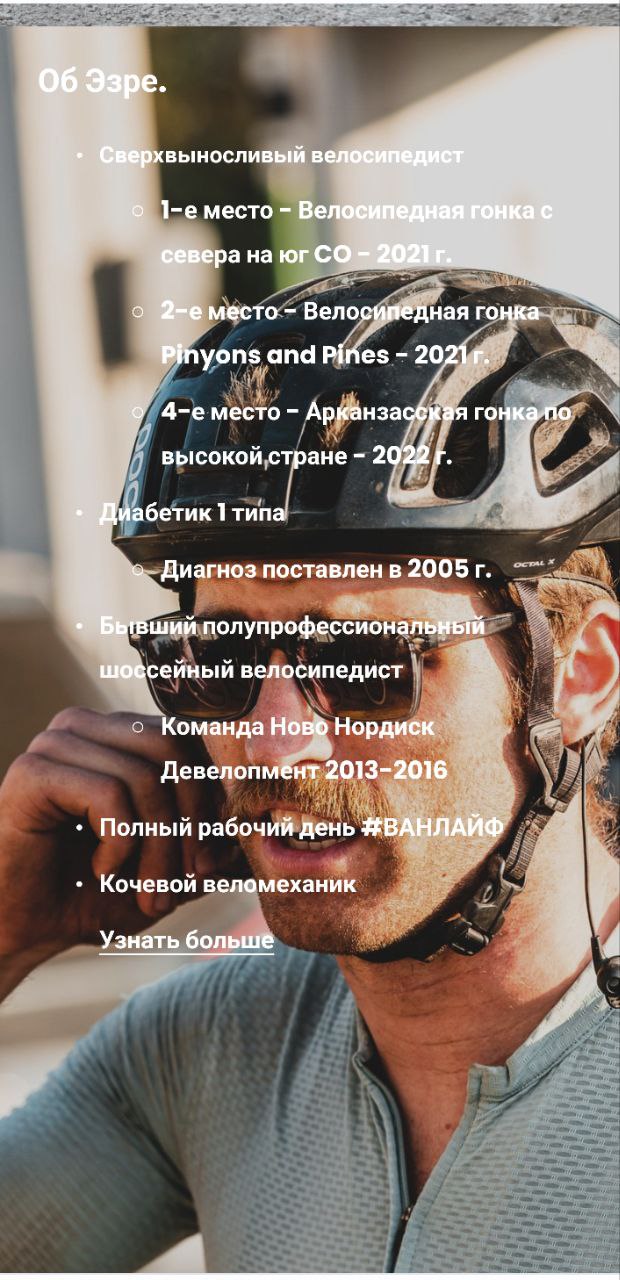 Об Эзре.
• Сверхвыносливый велосипедист
○ 1-е место - Велосипедная гонка с
севера на юг CO - 2021 г.
○ 2-е место - Велосипедная гонка
Pinyons and Pines - 2021 г.
○ 4-е место - Арканзасская гонка по
высокой стране - 2022 г.
• Диабетик 1 типа
○ Диагноз поставлен в 2005 г.
• Бывший полупрофессиональный
шоссейный велосипедист
○ Команда Ново Нордиск
Девелопмент 2013-2016
• Полный рабочий день #ВАНЛАЙФ
• Кочевой веломеханик
Узнать больше
POC
OCTAL X